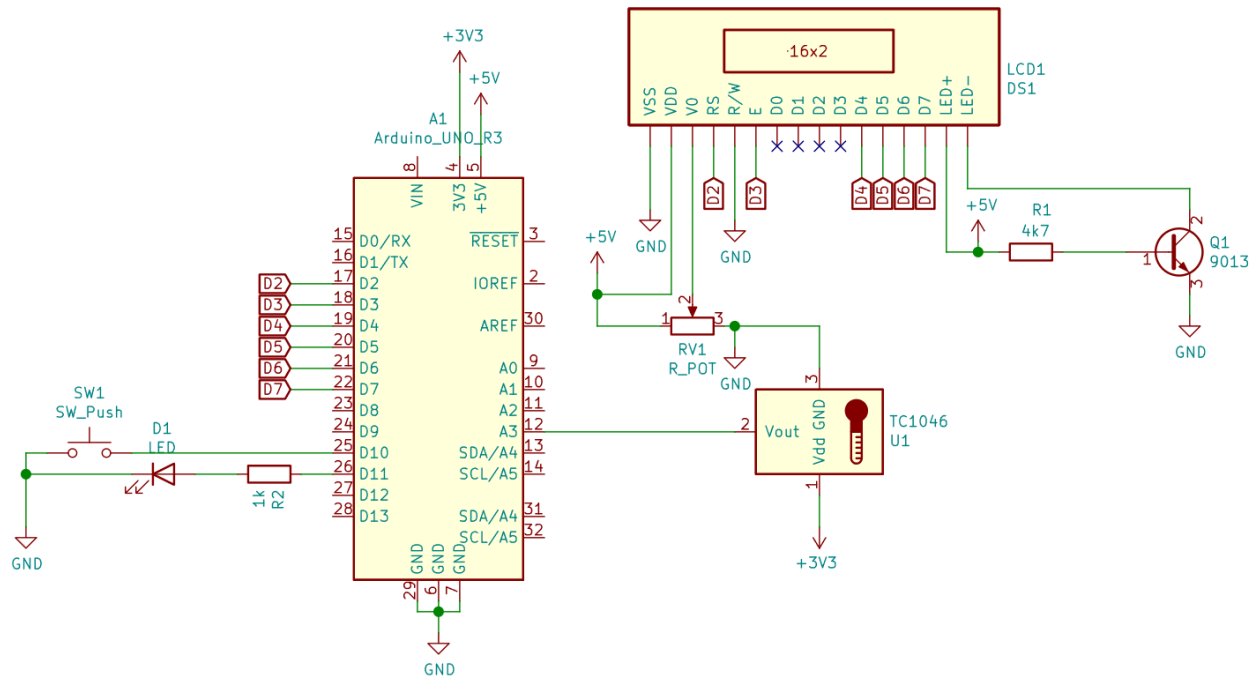 +3V3
+5V
A1
Arduino_UNO_R3
8
4
5
VIN
3V3
+5V
15 D0/RX
16 D1/TX
D2 17 D2
D3 18 D3
D4 19 D4
D5 20 D5
D6 21 D6
D7 22 D7
23 D8
24 D9
25 D10
26 D11
27 D12
28 D13
RESET 3
IOREF 2
AREF 30
A0 9
A1 10
A2 11
A3 12
SDA/A4 13
SCL/A5 14
SDA/A4 31
SCL/A5 32
GND
GND
GND
29
6
7
GND
SW1
SW_Push
D1
LED
1k
R2
GND
16x2
LCD1
DS1
VSS
VDD
V0
RS
R/W
E
D0
D1
D2
D3
D4
D5
D6
D7
LED+
LED-
D2
D3
D4
D5
D6
D7
GND
GND
+5V
1
2
3
RV1
R_POT
GND
+5V
R1
4k7
1
2
3
Q1
9013
GND
3
2
1
Vout
Vdd
GND
TC1046
U1
+3V3